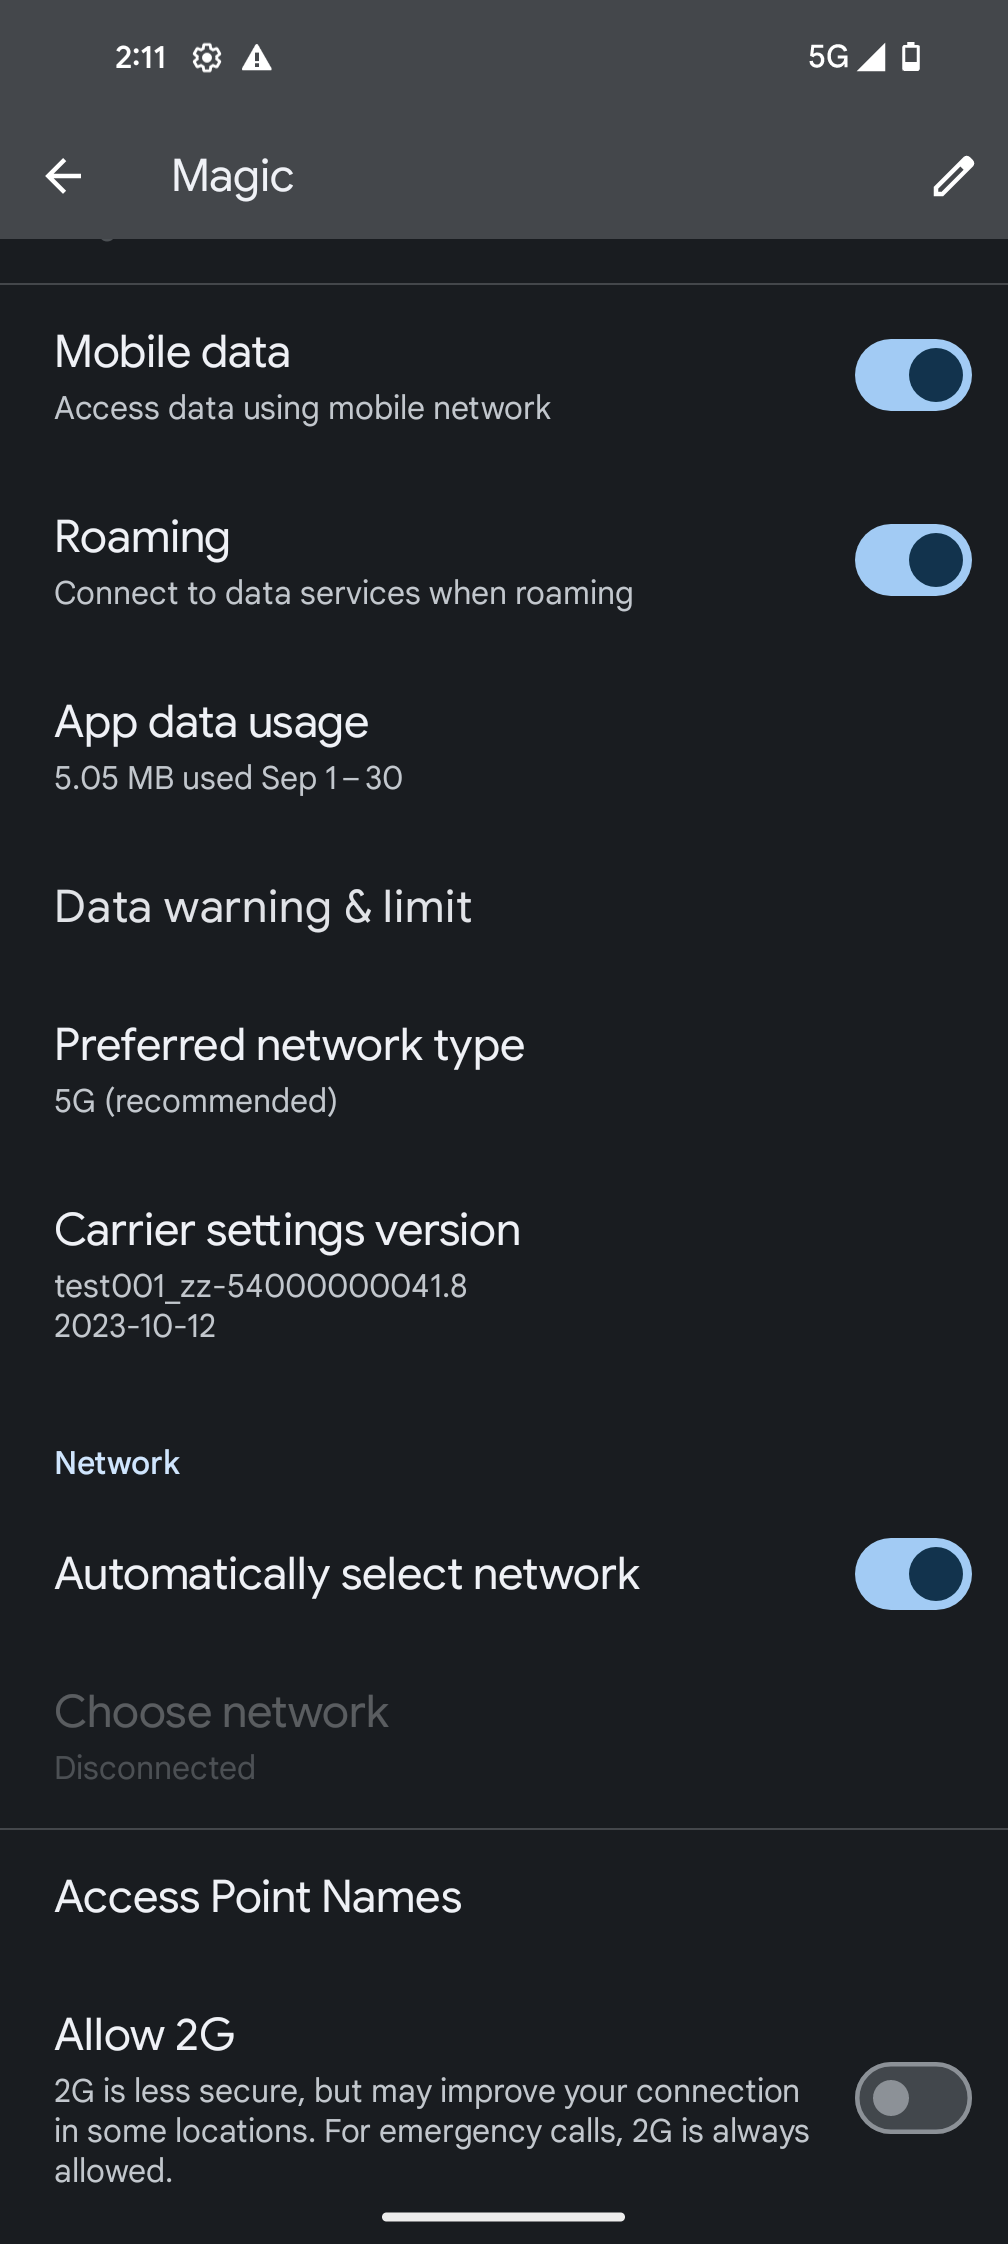 2:11
5G
Magic
Mobile data
Access data using mobile network
Roaming
Connect to data services when roaming
App data usage
5.05 MB used Sep 1 – 30
Data warning & limit
Preferred network type
5G (recommended)
Carrier settings version
test001_zz-54000000041.8
2023-10-12
Network
Automatically select network
Choose network
Disconnected
Access Point Names
Allow 2G
2G is less secure, but may improve your connection
in some locations. For emergency calls, 2G is always
allowed.